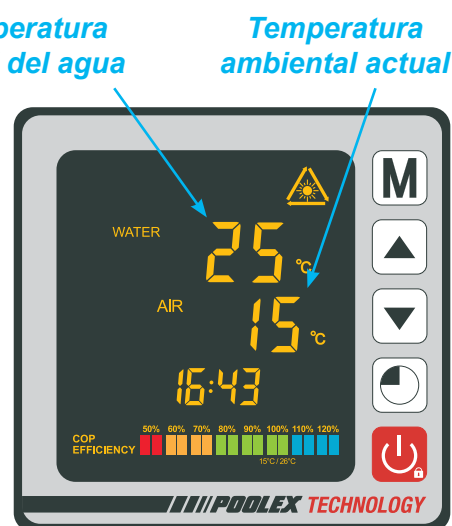 Temperatura
del agua
Temperatura
ambiental actual
WATER 25 °C
AIR 15 °C
16:43
50% 60% 70% 80% 90% 100% 110% 120%
COP
EFFICIENCY
15°C / 26°C
M
POOLEX TECHNOLOGY